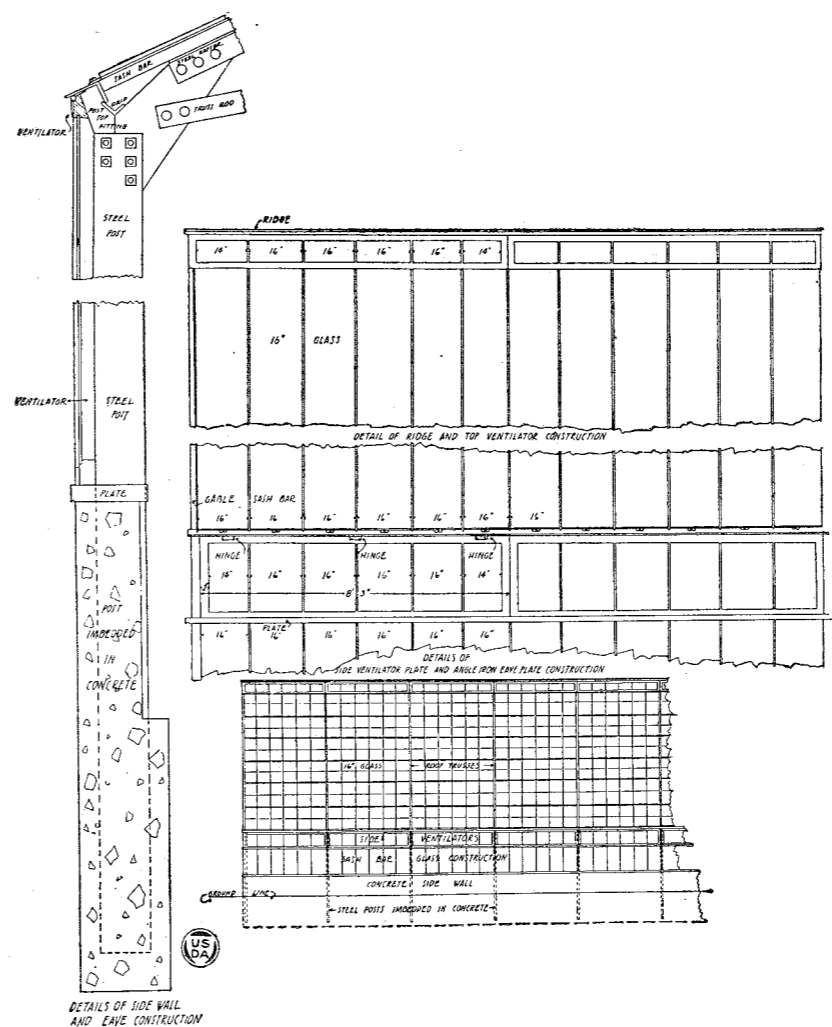 SASH BAR
STEEL RAFTER
DRIP
POST
TOP
FITTING
TRUSS ROD
VENTILATOR
STEEL
POST
VENTILATOR
STEEL
POST
PLATE
POST
IMBEDDED
IN
CONCRETE
DETAILS OF SIDE WALL
AND EAVE CONSTRUCTION
US
DA
RIDGE
14" 16" 16" 16" 16" 14"
16" GLASS
DETAIL OF RIDGE AND TOP VENTILATOR CONSTRUCTION
GABLE SASH BAR
16" 16 16" 16" 16" 16" 16"
HINGE HINGE HINGE
14" 16" 16" 16" 16" 14"
8' 3"
PLATE
16" 16" 16" 16" 16" 16"
DETAILS OF
SIDE VENTILATOR PLATE AND ANGLE IRON EAVE PLATE CONSTRUCTION
16" GLASS ROOF TRUSSES
SIDE VENTILATORS
SASH BAR GLASS CONSTRUCTION
CONCRETE SIDE WALL
GROUND LINE
STEEL POSTS IMBEDDED IN CONCRETE